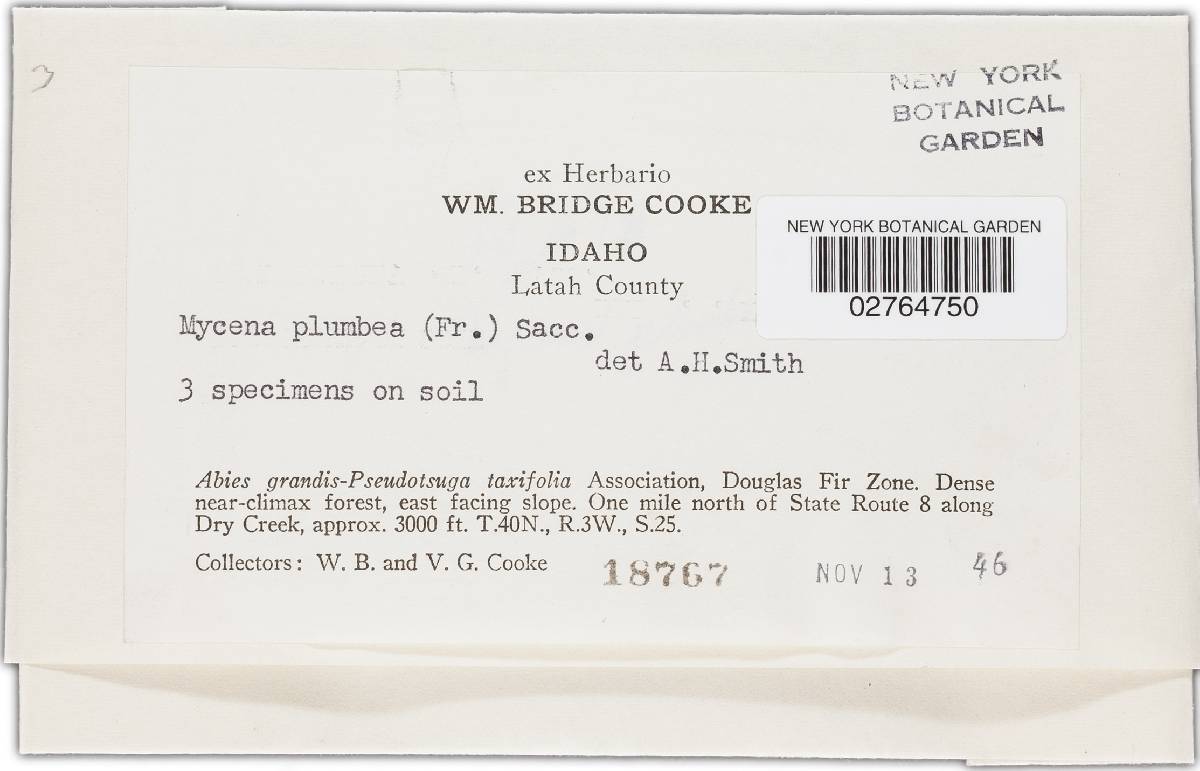 3
NEW YORK
BOTANICAL
GARDEN
ex Herbario
WM. BRIDGE COOKE
NEW YORK BOTANICAL GARDEN
02764750
IDAHO
Latah County
Mycena plumbea (Fr.) Sacc.
det A.H.Smith
3 specimens on soil
Abies grandis-Pseudotsuga taxifolia Association, Douglas Fir Zone. Dense
near-climax forest, east facing slope. One mile north of State Route 8 along
Dry Creek, approx. 3000 ft. T.40N., R.3W., S.25.
Collectors: W. B. and V. G. Cooke 18767 NOV 13 46